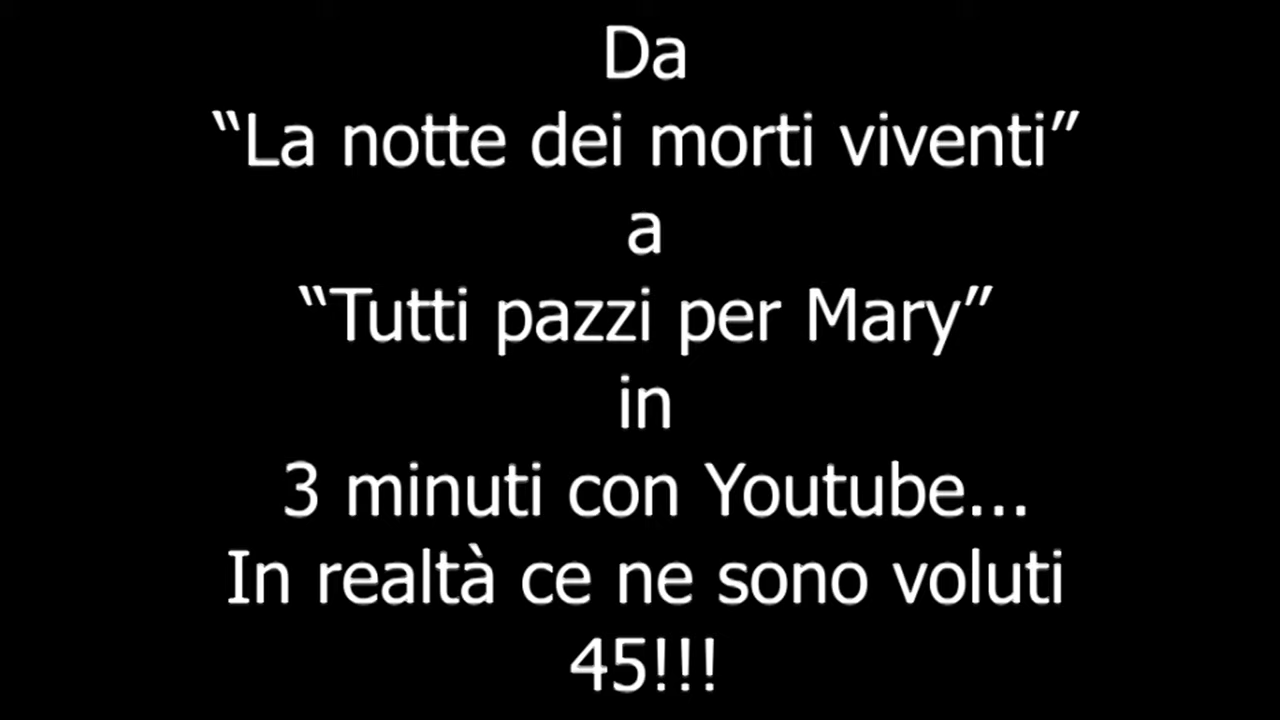 Da
“La notte dei morti viventi”
a
“Tutti pazzi per Mary”
in
3 minuti con Youtube...
In realtà ce ne sono voluti
45!!!